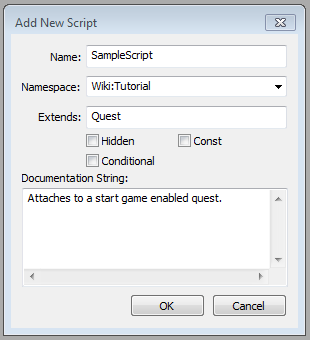 Add New Script
Name: SampleScript
Namespace: Wiki:Tutorial
Extends: Quest
Hidden Const
Conditional
Documentation String:
Attaches to a start game enabled quest.
OK Cancel